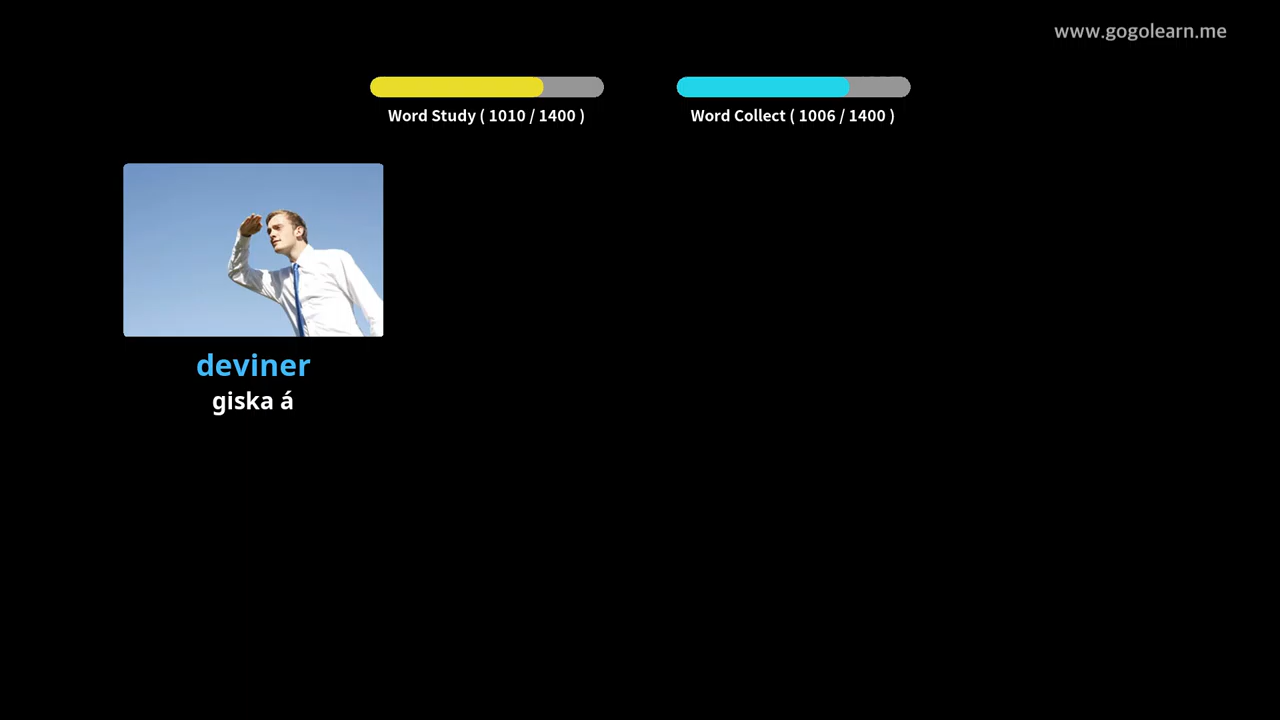 www.gogolearn.me
Word Study ( 1010 / 1400 )
Word Collect ( 1006 / 1400 )
deviner
giska á